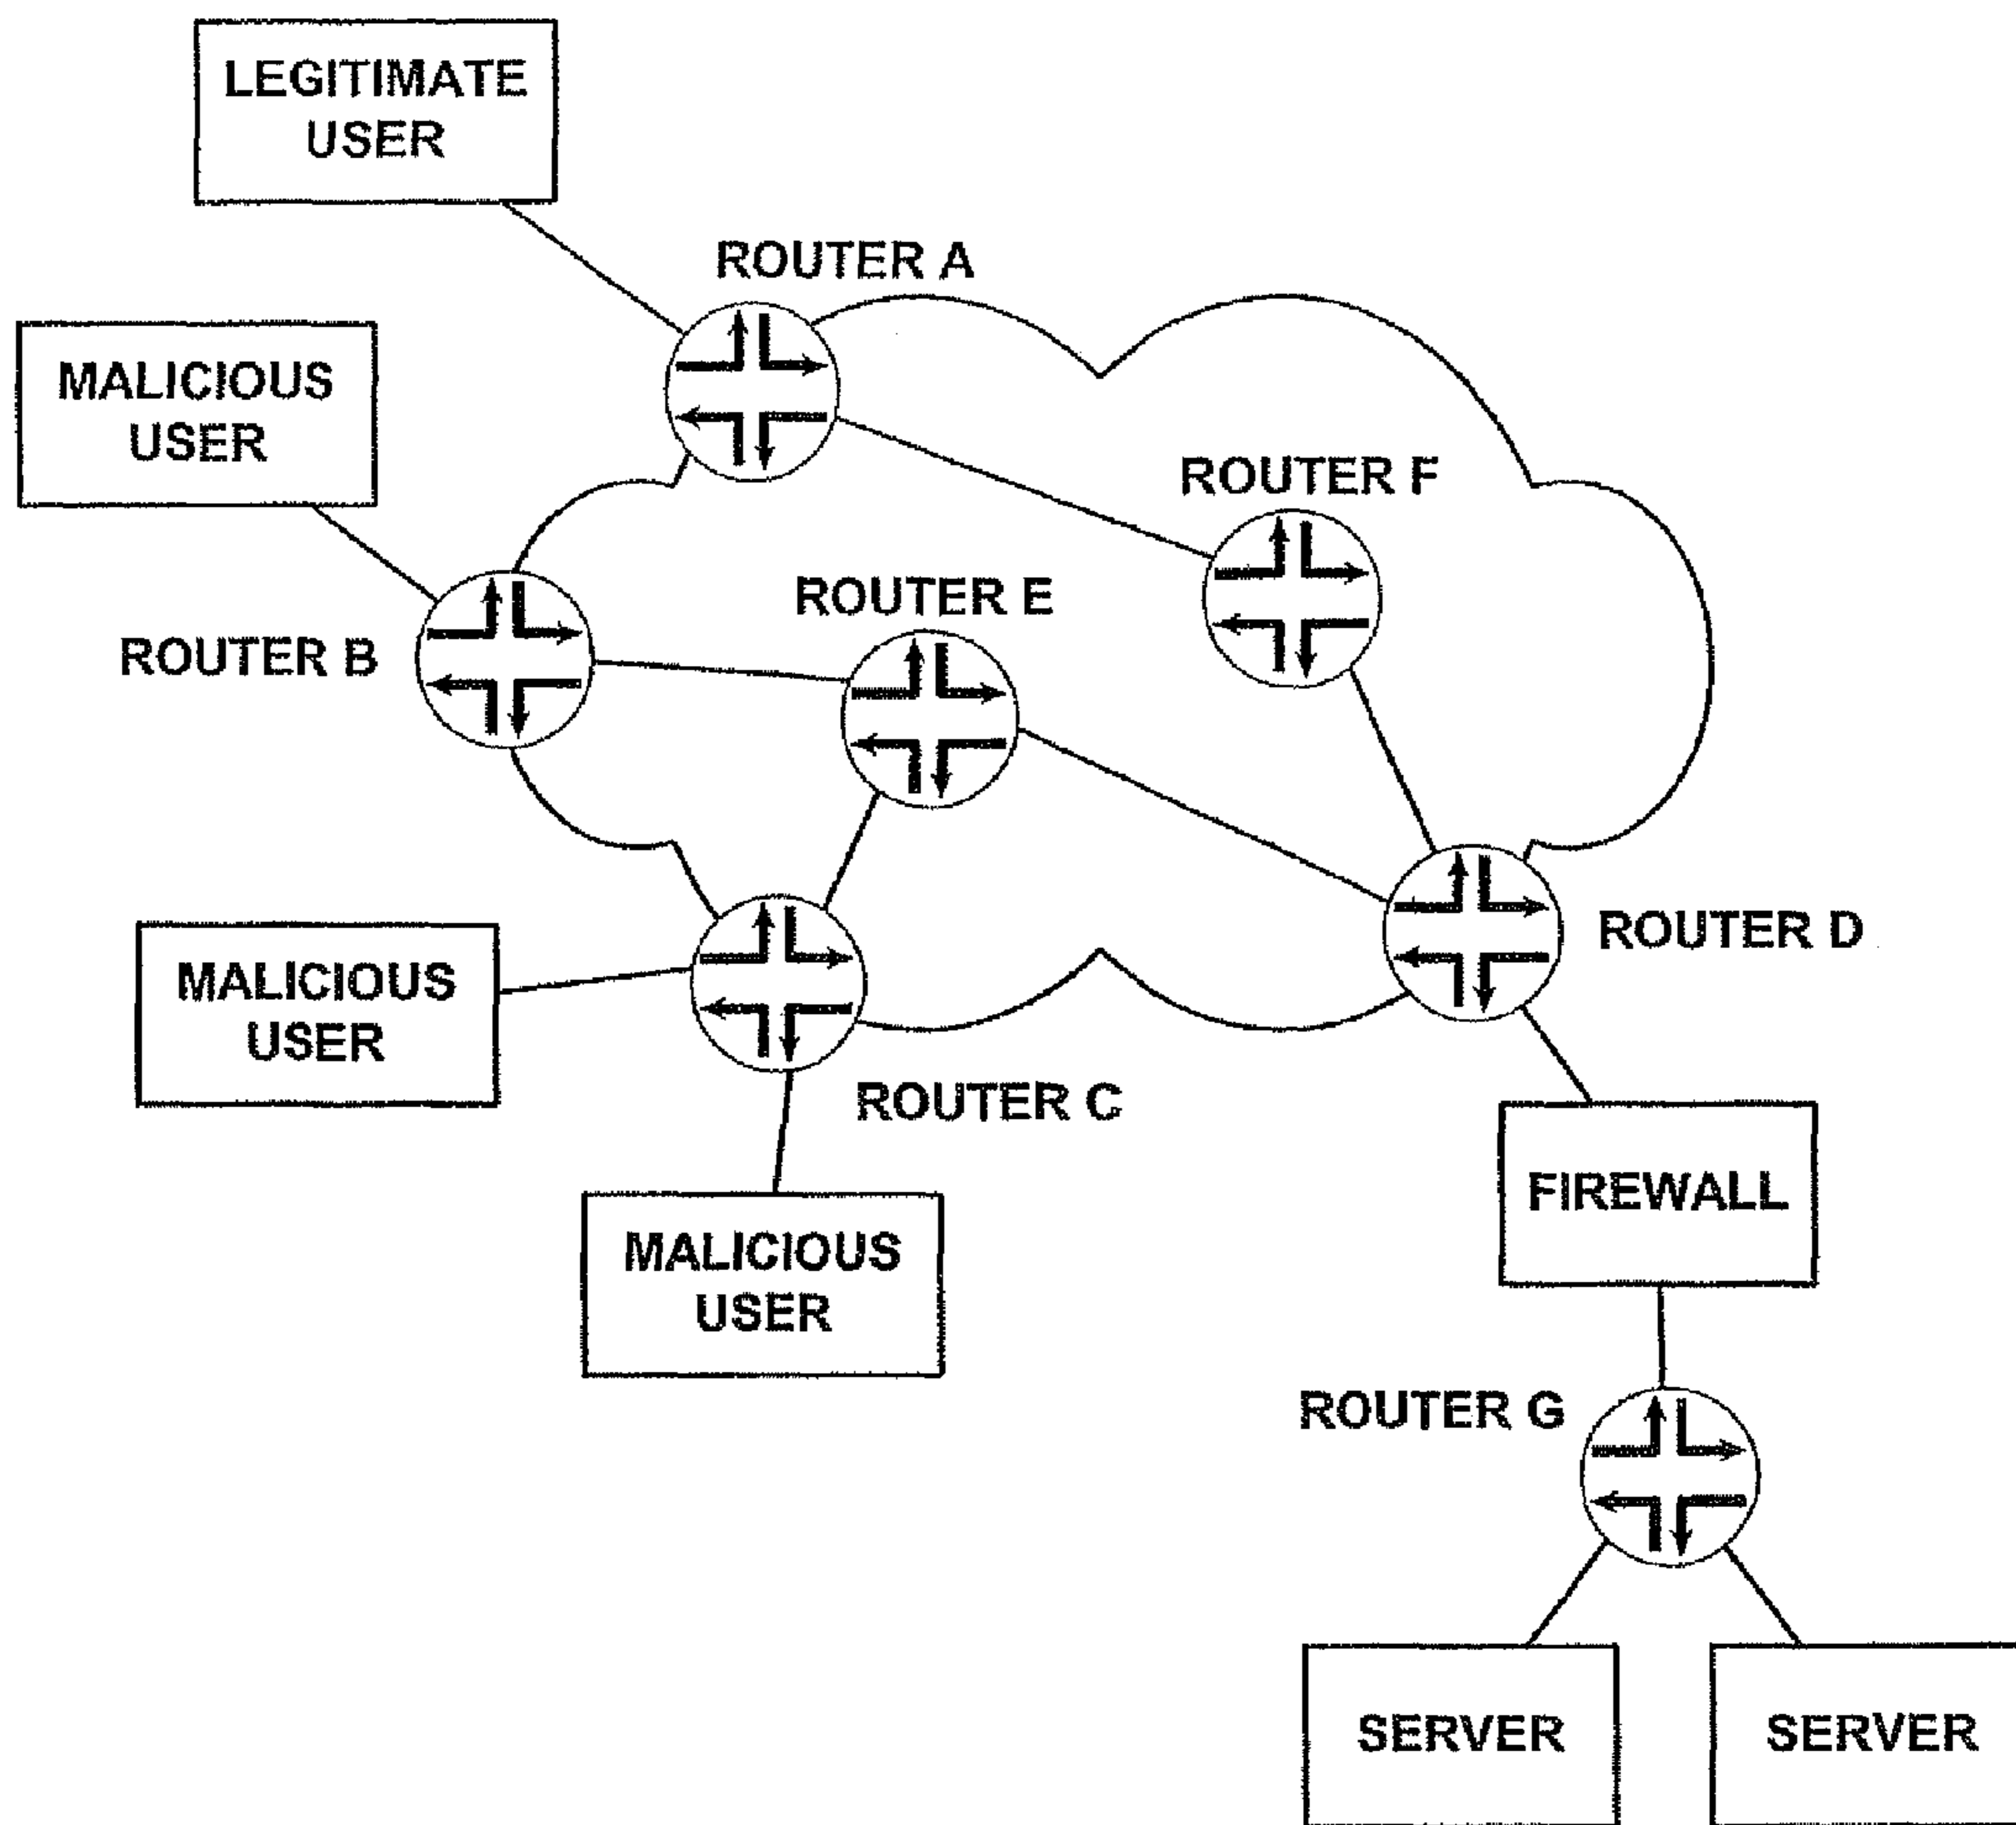 LEGITIMATE
USER
ROUTER A
MALICIOUS
USER
ROUTER F
ROUTER E
ROUTER B
ROUTER D
MALICIOUS
USER
ROUTER C
FIREWALL
MALICIOUS
USER
ROUTER G
SERVER
SERVER